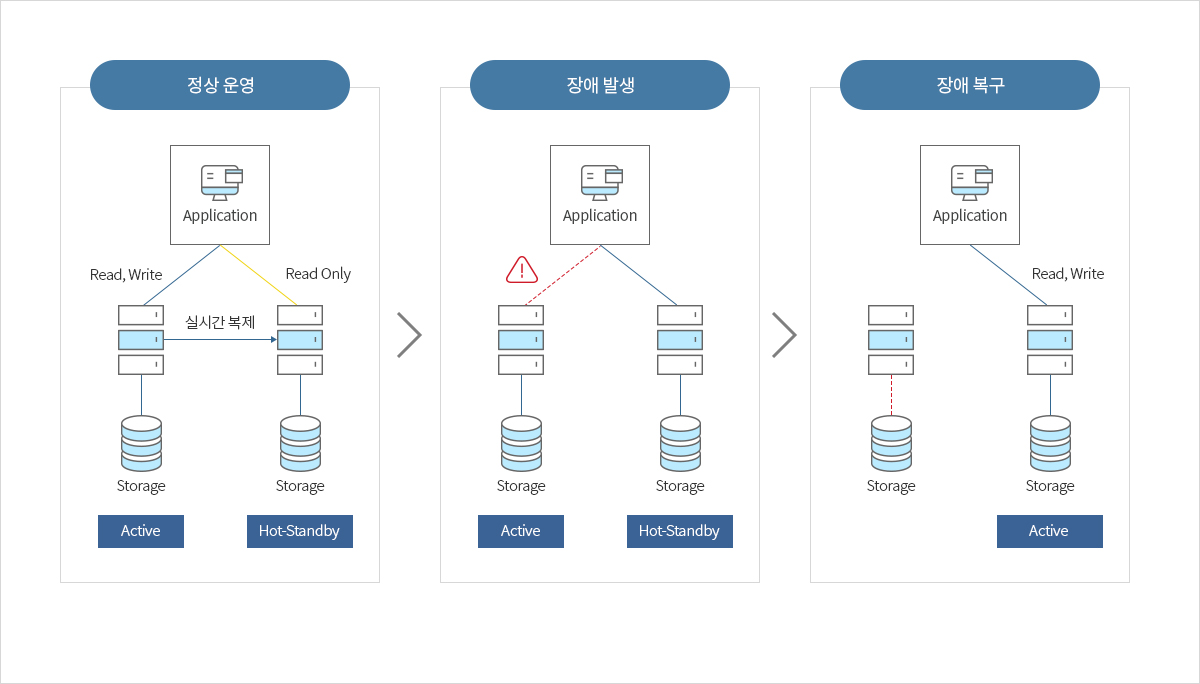 정상 운영
Application
Read, Write
Read Only
실시간 복제
Storage
Storage
Active
Hot-Standby
장애 발생
Application
Storage
Storage
Active
Hot-Standby
장애 복구
Application
Read, Write
Storage
Storage
Active